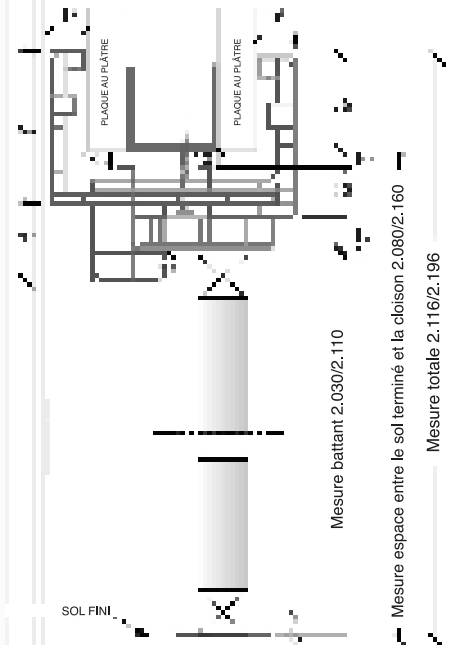 PLAQUE AU PLÂTRE
PLAQUE AU PLÂTRE
Mesure battant 2.030/2.110
Mesure espace entre le sol terminé et la cloison 2.080/2.160
Mesure totale 2.116/2.196
SOL FINI